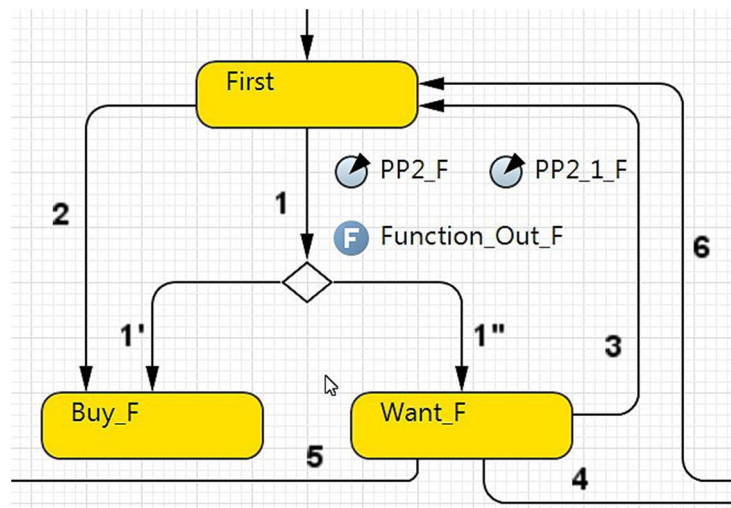 First
PP2_F
PP2_1_F
2
1
Function_Out_F
6
1'
1"
3
Buy_F
Want_F
5
4